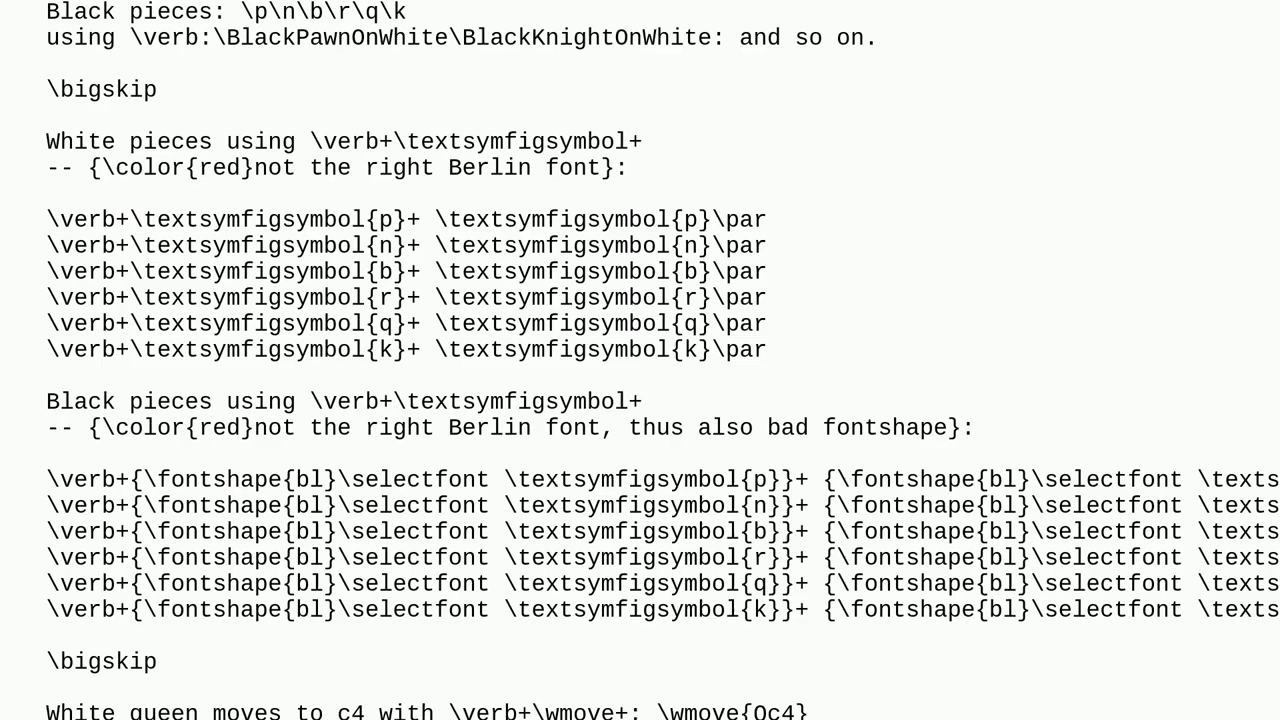 Black pieces: \p\n\b\r\q\k
using \verb:\BlackPawnOnWhite\BlackKnightOnWhite: and so on.
\bigskip
White pieces using \verb+\textsymfigsymbol+
-- {\color{red}not the right Berlin font}:
\verb+\textsymfigsymbol{p}+ \textsymfigsymbol{p}\par
\verb+\textsymfigsymbol{n}+ \textsymfigsymbol{n}\par
\verb+\textsymfigsymbol{b}+ \textsymfigsymbol{b}\par
\verb+\textsymfigsymbol{r}+ \textsymfigsymbol{r}\par
\verb+\textsymfigsymbol{q}+ \textsymfigsymbol{q}\par
\verb+\textsymfigsymbol{k}+ \textsymfigsymbol{k}\par
Black pieces using \verb+\textsymfigsymbol+
-- {\color{red}not the right Berlin font, thus also bad fontshape}:
\verb+{\fontshape{bl}\selectfont \textsymfigsymbol{p}}+ {\fontshape{bl}\selectfont \texts
\verb+{\fontshape{bl}\selectfont \textsymfigsymbol{n}}+ {\fontshape{bl}\selectfont \texts
\verb+{\fontshape{bl}\selectfont \textsymfigsymbol{b}}+ {\fontshape{bl}\selectfont \texts
\verb+{\fontshape{bl}\selectfont \textsymfigsymbol{r}}+ {\fontshape{bl}\selectfont \texts
\verb+{\fontshape{bl}\selectfont \textsymfigsymbol{q}}+ {\fontshape{bl}\selectfont \texts
\verb+{\fontshape{bl}\selectfont \textsymfigsymbol{k}}+ {\fontshape{bl}\selectfont \texts
\bigskip
White queen moves to c4 with \verb+\wmove+: \wmove{Qc4}